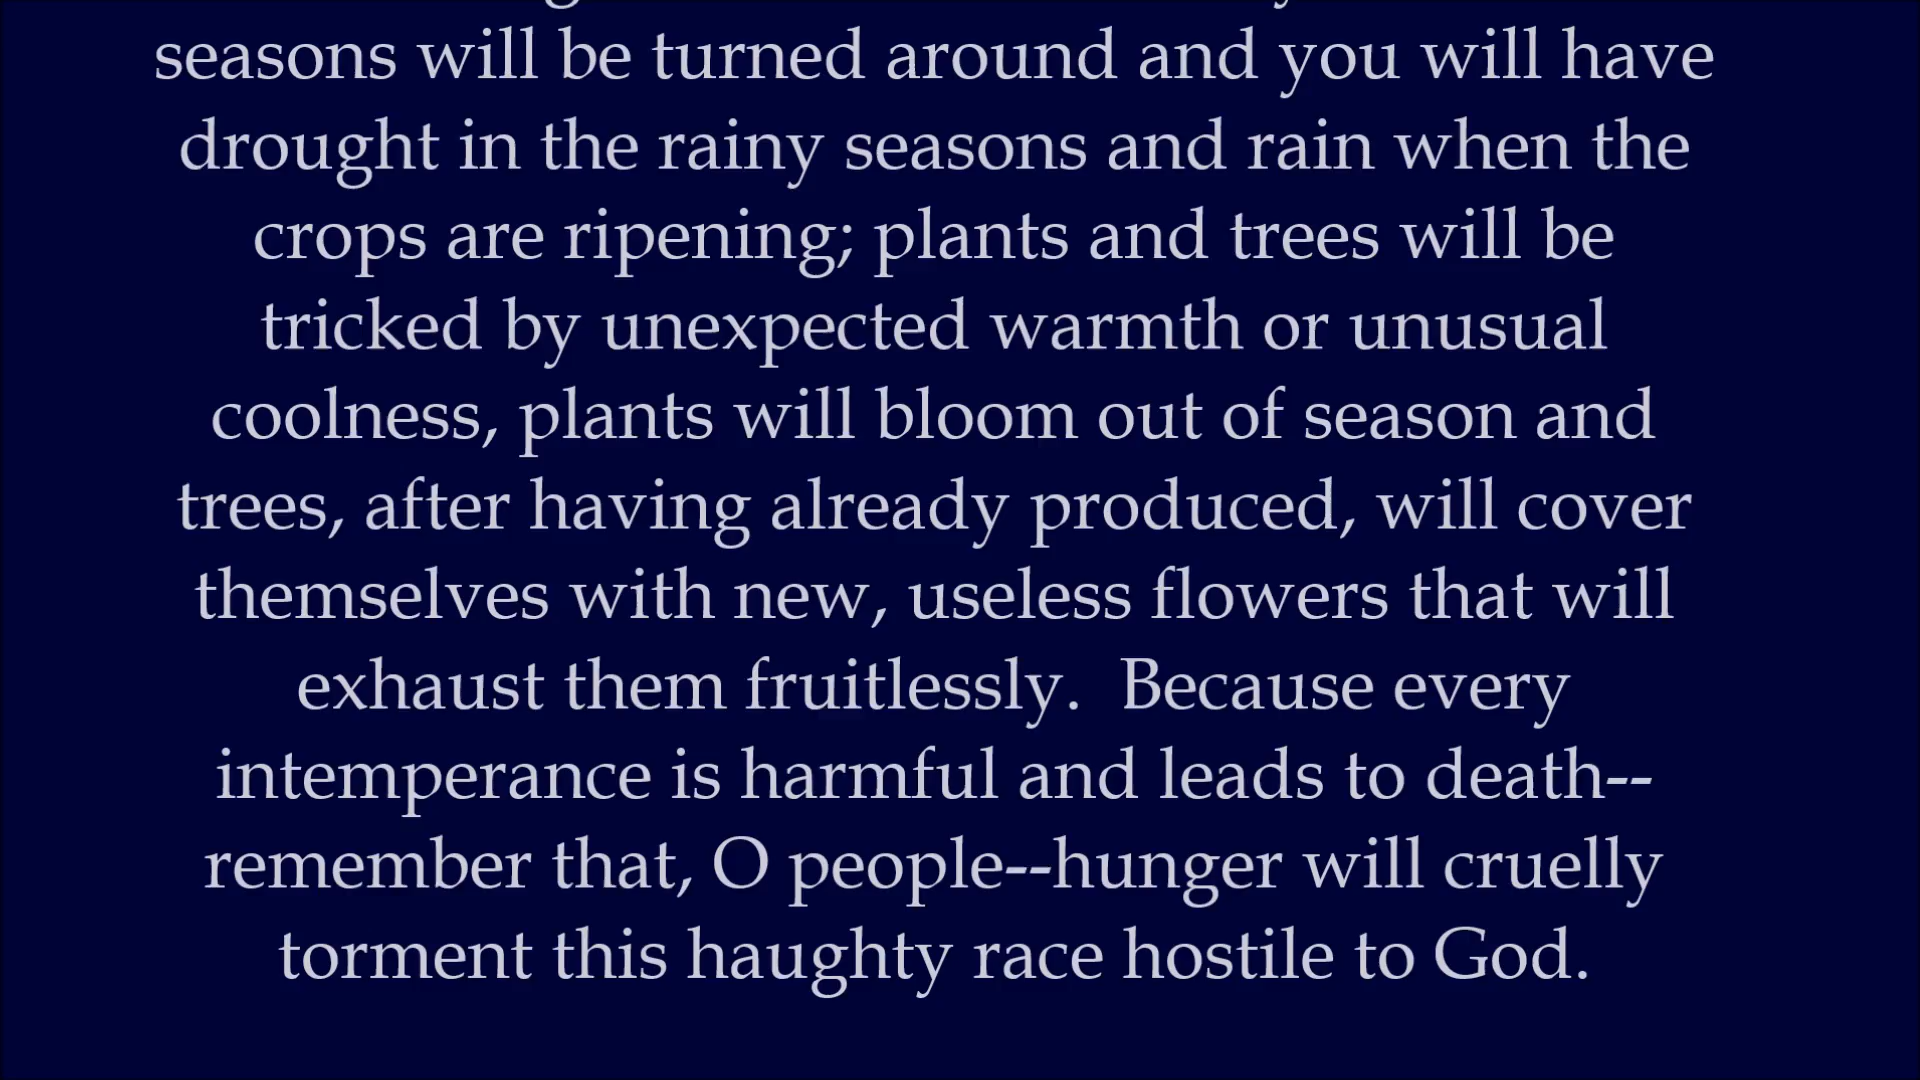 seasons will be turned around and you will have
drought in the rainy seasons and rain when the
crops are ripening; plants and trees will be
tricked by unexpected warmth or unusual
coolness, plants will bloom out of season and
trees, after having already produced, will cover
themselves with new, useless flowers that will
exhaust them fruitlessly.  Because every
intemperance is harmful and leads to death--
remember that, O people--hunger will cruelly
torment this haughty race hostile to God.